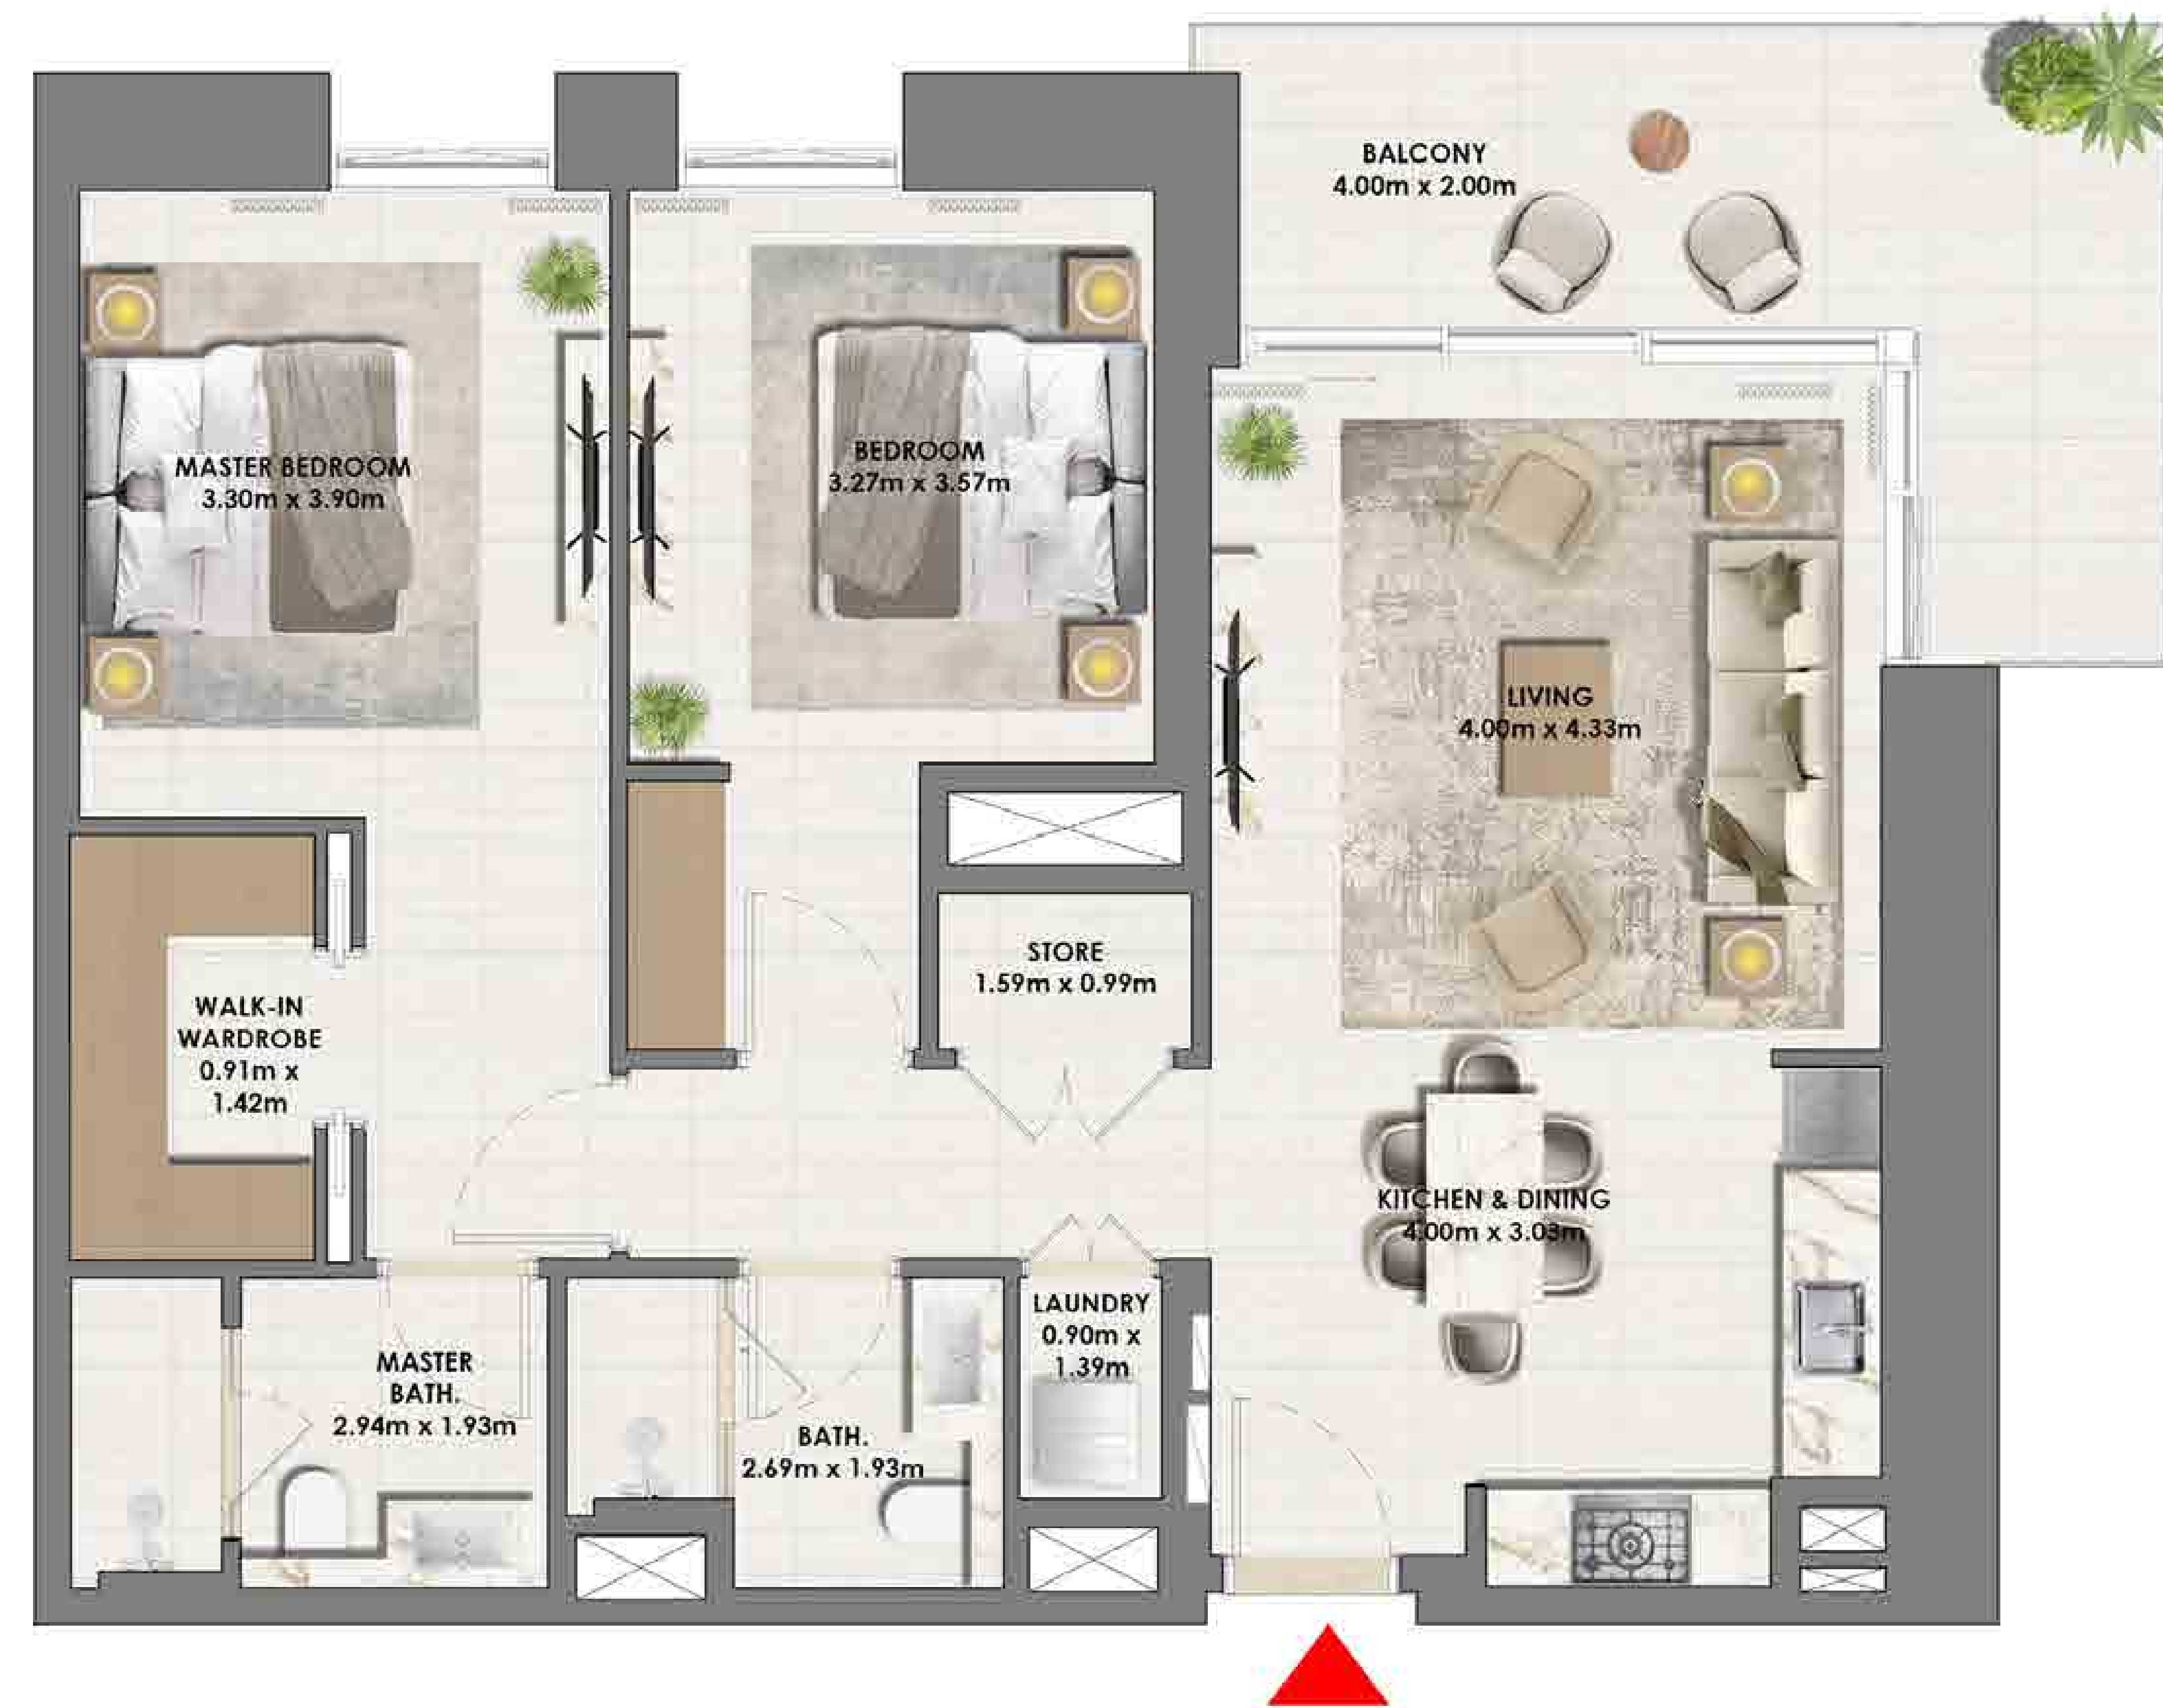 BALCONY
4.00m x 2.00m
MASTER BEDROOM
3.30m x 3.90m
BEDROOM
3.27m x 3.57m
LIVING
4.00m x 4.33m
STORE
1.59m x 0.99m
WALK-IN
WARDROBE
0.91m x
1.42m
KITCHEN & DINING
4.00m x 3.03m
MASTER
BATH.
2.94m x 1.93m
BATH.
2.69m x 1.93m
LAUNDRY
0.90m x
1.39m